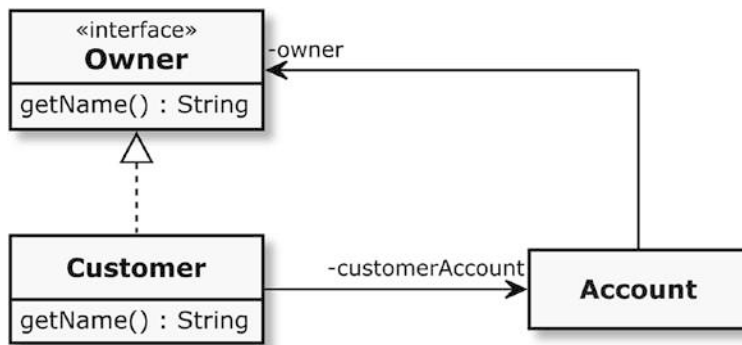 «interface»
Owner
getName() : String
-owner
Customer
getName() : String
-customerAccount
Account